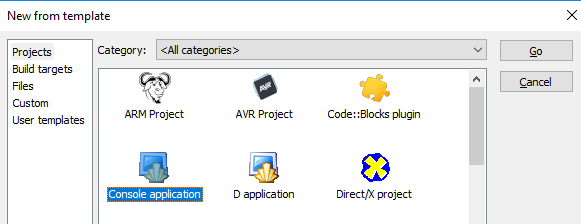 New from template
Projects
Build targets
Files
Custom
User templates
Category:
<All categories>
Go
Cancel
AVR
ARM Project
AVR Project
Code::Blocks plugin
Console application
D application
Direct/X project